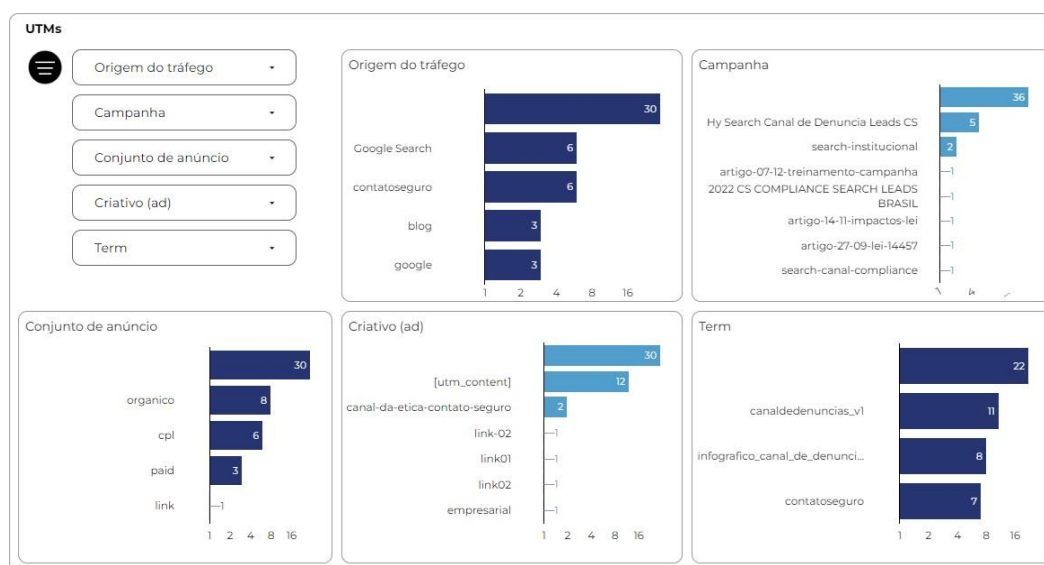 UTMs
Origem do tráfego
Campanha
Conjunto de anúncio
Criativo (ad)
Term
Origem do tráfego
30
Google Search 6
contatoseguro 6
blog 3
google 3
1 2 4 8 16
Campanha
36
Hy Search Canal de Denuncia Leads CS 5
search-institucional 2
artigo-07-12-treinamento-campanha 1
2022 CS COMPLIANCE SEARCH LEADS
BRASIL 1
artigo-14-11-impactos-lei 1
artigo-27-09-lei-14457 1
search-canal-compliance 1
Conjunto de anúncio
30
organico 8
cpl 6
paid 3
link 1
1 2 4 8 16
Criativo (ad)
30
[utm_content] 12
canal-da-etica-contato-seguro 2
link-02 1
link01 1
link02 1
empresarial 1
1 2 4 8 16
Term
22
canaldedenuncias_v1 11
infografico_canal_de_denunci... 8
contatoseguro 7
1 2 4 8 16